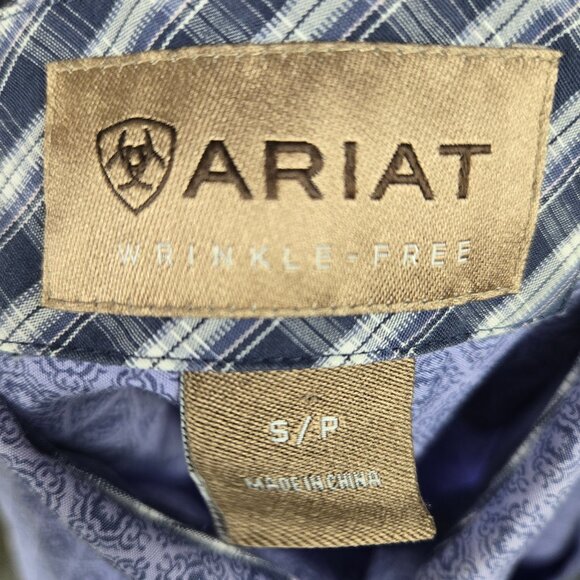 ARIAT
WRINKLE-FREE
S/P
MADE IN CHINA